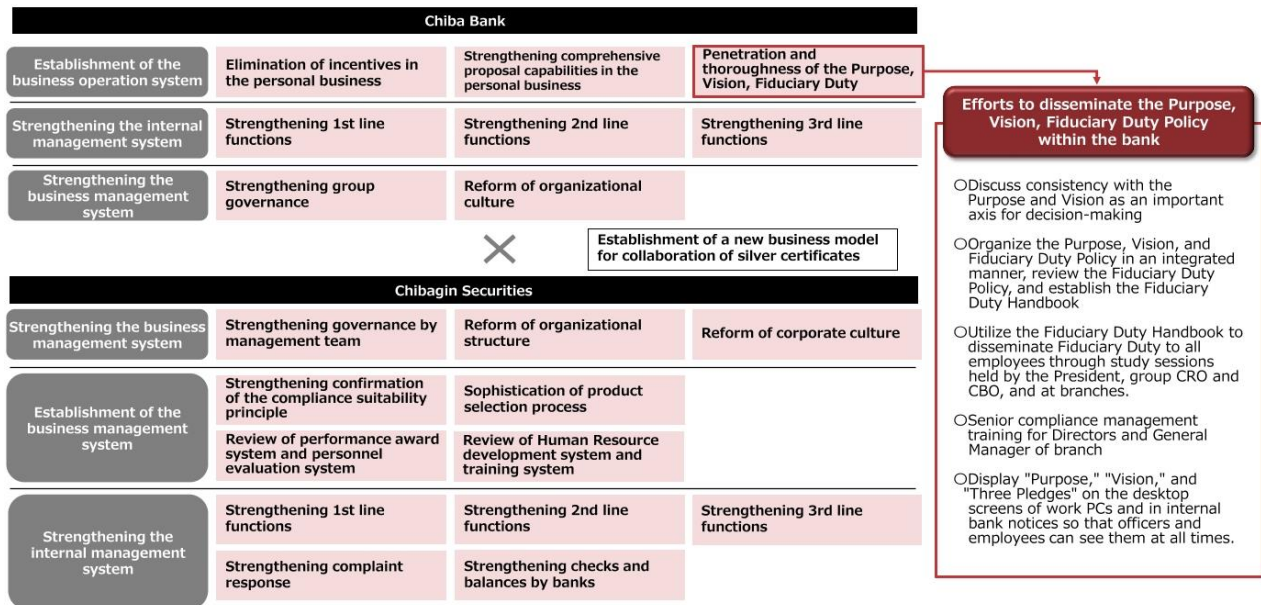 Chiba Bank
Establishment of the
business operation system
Elimination of incentives in
the personal business
Strengthening comprehensive
proposal capabilities in the
personal business
Penetration and
thoroughness of the Purpose,
Vision, Fiduciary Duty
Strengthening the internal
management system
Strengthening 1st line
functions
Strengthening 2nd line
functions
Strengthening 3rd line
functions
Strengthening the
business management
system
Strengthening group
governance
Reform of organizational
culture
Establishment of a new business model
for collaboration of silver certificates
Chibagin Securities
Strengthening the business
management system
Strengthening governance by
management team
Reform of organizational
structure
Reform of corporate culture
Establishment of the
business management
system
Strengthening confirmation
of the compliance suitability
principle
Sophistication of product
selection process
Review of performance award
system and personnel
evaluation system
Review of Human Resource
development system and
training system
Strengthening the
internal management
system
Strengthening 1st line
functions
Strengthening 2nd line
functions
Strengthening 3rd line
functions
Strengthening complaint
response
Strengthening checks and
balances by banks
Efforts to disseminate the Purpose,
Vision, Fiduciary Duty Policy
within the bank
○Discuss consistency with the
Purpose and Vision as an important
axis for decision-making
○Organize the Purpose, Vision, and
Fiduciary Duty Policy in an integrated
manner, review the Fiduciary Duty
Policy, and establish the Fiduciary
Duty Handbook
○Utilize the Fiduciary Duty Handbook to
disseminate Fiduciary Duty to all
employees through study sessions
held by the President, group CRO and
CBO, and at branches.
○Senior compliance management
training for Directors and General
Manager of branch
○Display "Purpose," "Vision," and
"Three Pledges" on the desktop
screens of work PCs and in internal
bank notices so that officers and
employees can see them at all times.